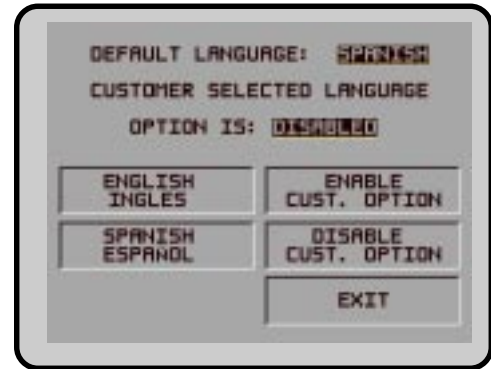 DEFAULT LANGUAGE: SPANISH
CUSTOMER SELECTED LANGUAGE
OPTION IS: DISABLED
ENGLISH
INGLES
ENABLE
CUST. OPTION
SPANISH
ESPANOL
DISABLE
CUST. OPTION
EXIT